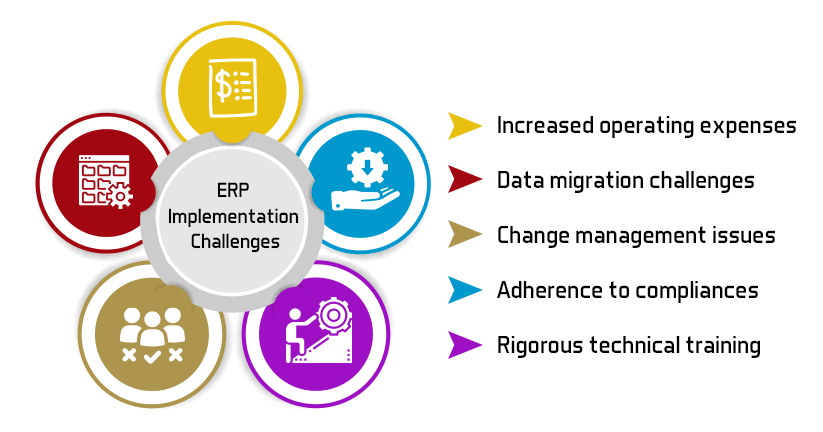 ERP
Implementation
Challenges
Increased operating expenses
Data migration challenges
Change management issues
Adherence to compliances
Rigorous technical training